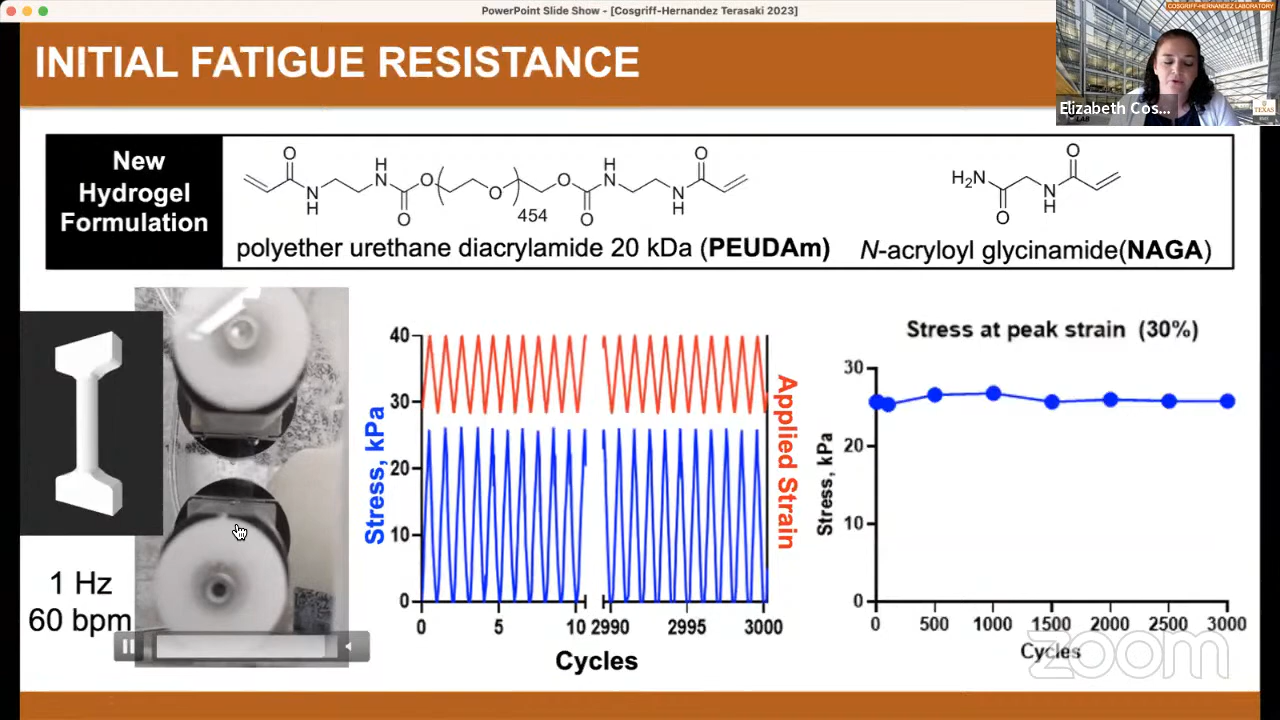 PowerPoint Slide Show - [Cosgriff-Hernandez Terasaki 2023]
COSGRIFF-HERNANDEZ LABORATORY
INITIAL FATIGUE RESISTANCE
Elizabeth Cos...
LAB
TEXAS
New
Hydrogel
Formulation
O
N
H
H
N
O
O
O
454
O
O
H
N
N
H
O
polyether urethane diacrylamide 20 kDa (PEUDAm)
H₂N
O
N
H
O
N-acryloyl glycinamide(NAGA)
1 Hz
60 bpm
Stress, kPa
40
30
20
10
0
0 5 10 2990 2995 3000
Cycles
Applied Strain
Stress at peak strain (30%)
Stress, kPa
30
20
10
0
0 500 1000 1500 2000 2500 3000
Cycles
zoom